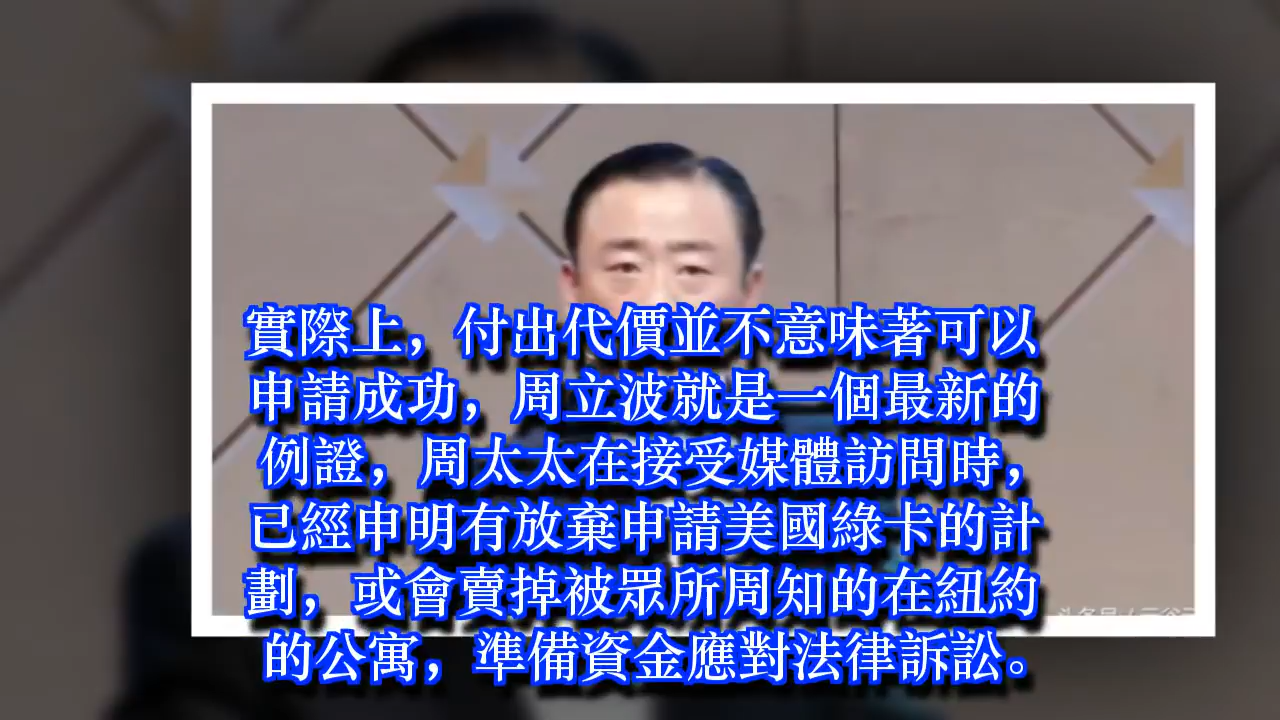 實際上，付出代價並不意味著可以
申請成功，周立波就是一個最新的
例證，周太太在接受媒體訪問時，
已經申明有放棄申請美國綠卡的計
劃，或會賣掉被眾所周知的在紐約
的公寓，準備資金應對法律訴訟。